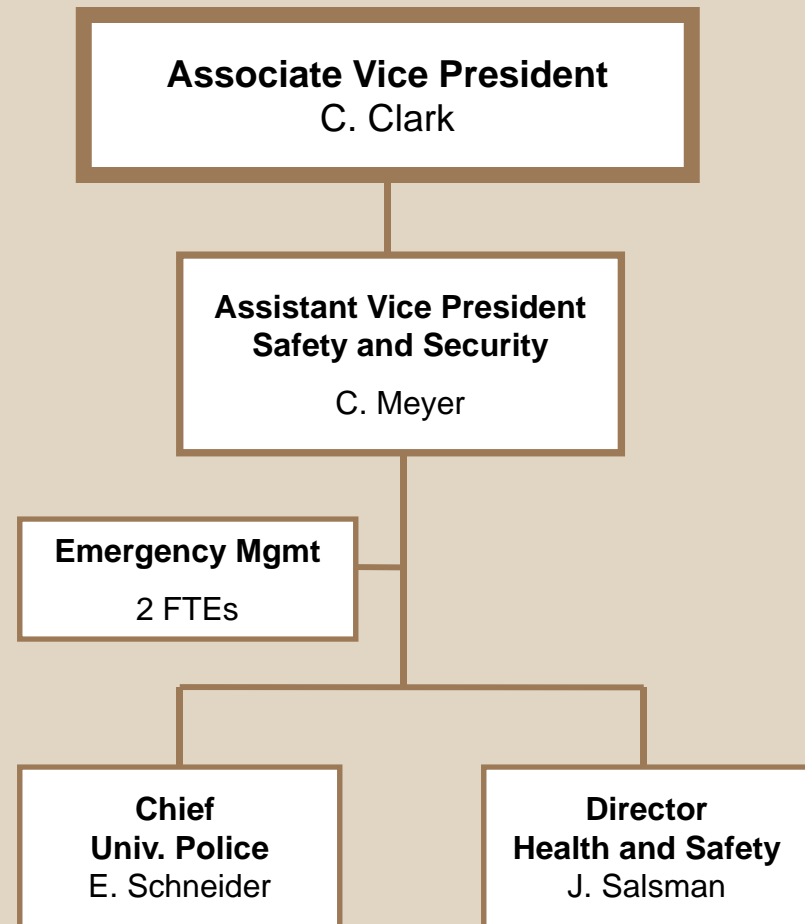 Associate Vice President
C. Clark
Assistant Vice President
Safety and Security
C. Meyer
Emergency Mgmt
2 FTEs
Chief
Univ. Police
E. Schneider
Director
Health and Safety
J. Salsman